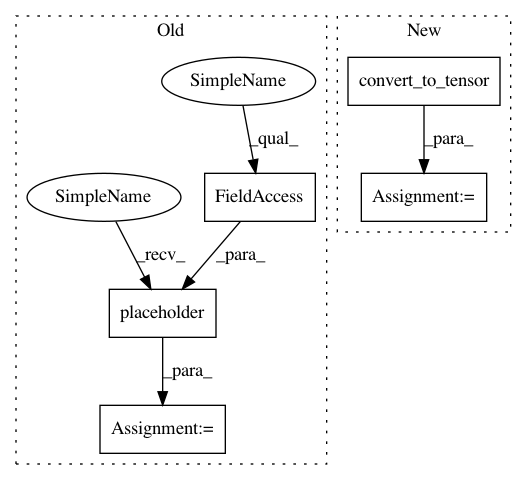 Old
New
SimpleName
convert_to_tensor
_qual_
_para_
SimpleName
FieldAccess
Assignment:=
_recv_
_para_
placeholder
_para_
Assignment:=